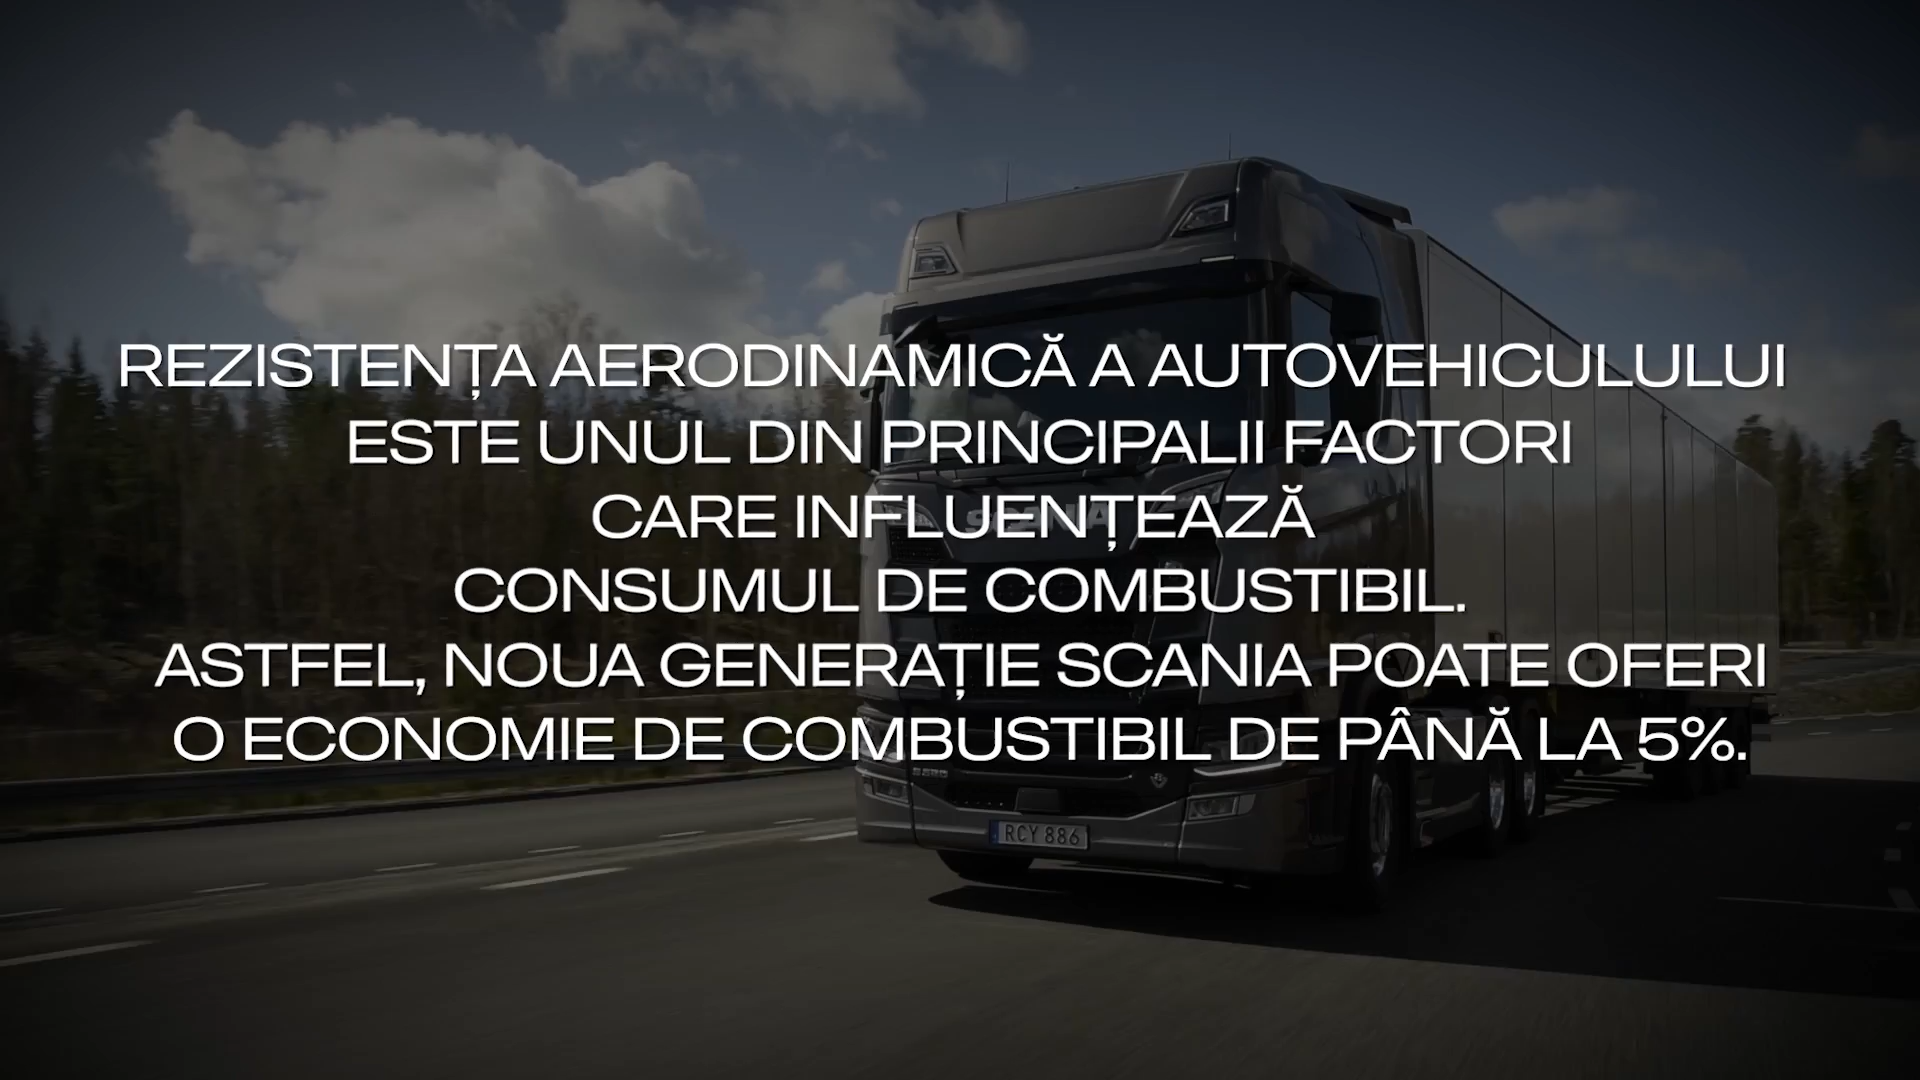 REZISTENȚA AERODINAMICĂ A AUTOVEHICULULUI
ESTE UNUL DIN PRINCIPALII FACTORI
CARE INFLUENȚEAZĂ
CONSUMUL DE COMBUSTIBIL.
ASTFEL, NOUA GENERAȚIE SCANIA POATE OFERI
O ECONOMIE DE COMBUSTIBIL DE PÂNĂ LA 5%.
SCANIA
RCY 886